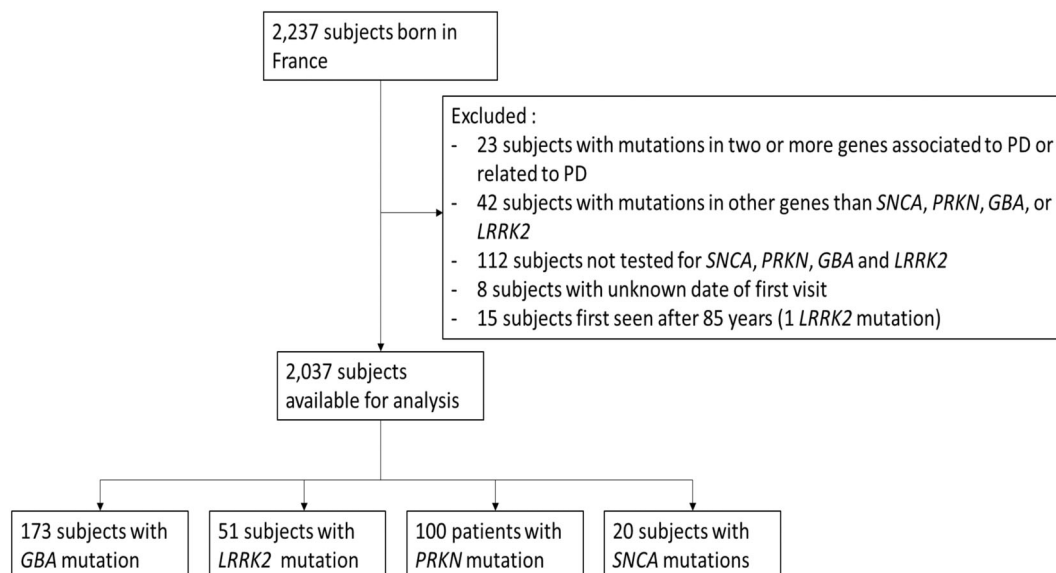 2,237 subjects born in
France
Excluded :
- 23 subjects with mutations in two or more genes associated to PD or
related to PD
- 42 subjects with mutations in other genes than SNCA, PRKN, GBA, or
LRRK2
- 112 subjects not tested for SNCA, PRKN, GBA and LRRK2
- 8 subjects with unknown date of first visit
- 15 subjects first seen after 85 years (1 LRRK2 mutation)
2,037 subjects
available for analysis
173 subjects with
GBA mutation
51 subjects with
LRRK2 mutation
100 patients with
PRKN mutation
20 subjects with
SNCA mutations